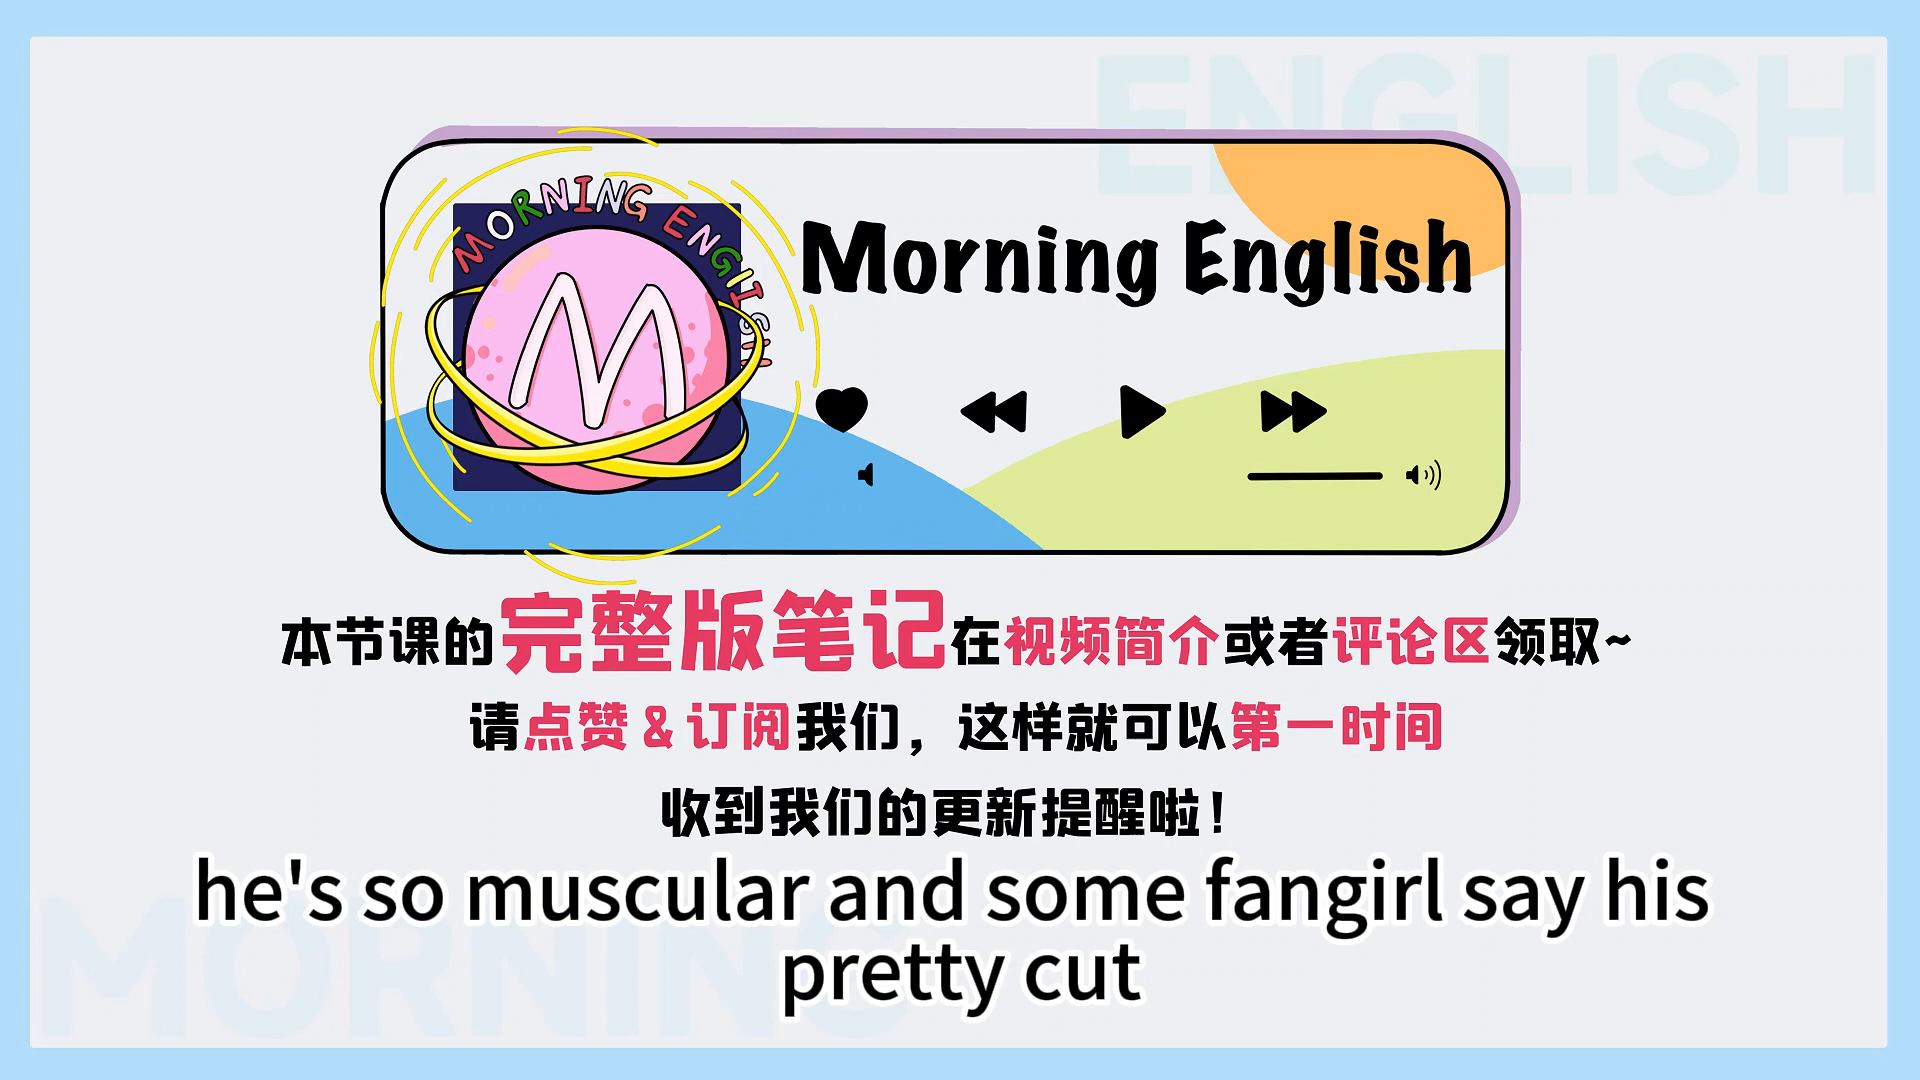 ENGLISH
MORNING ENGLISH
M
Morning English
本节课的完整版笔记在视频简介或者评论区领取~
请点赞&订阅我们，这样就可以第一时间
收到我们的更新提醒啦！
he's so muscular and some fangirl say his
pretty cut
MORNING